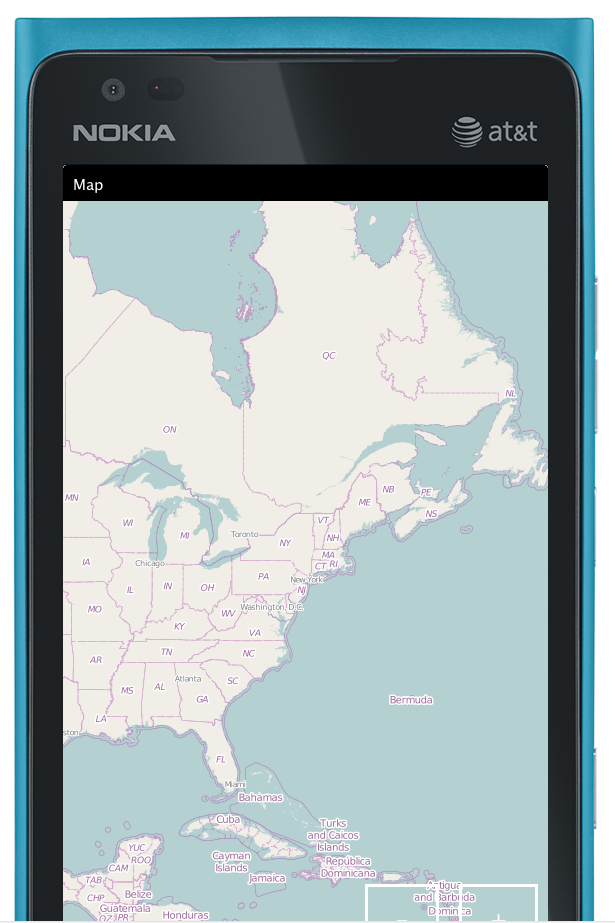 NOKIA
at&t
Map
QC
NL
ON
MN
WI
MI
Toronto
NY
VT
NH
ME
NB
PE
NS
MA
CT
RI
IA
Chicago
IL
IN
OH
PA
New York
NJ
Washington, D.C.
MO
KY
WV
VA
TN
NC
AR
Atlanta
MS
AL
GA
SC
LA
ston
FL
Bermuda
Miami
Bahamas
Cuba
Turks
and Caicos
Islands
YUC
ROO
CAM
Cayman
Islands
República
Dominicana
Jamaica
TAB
CHP
Belize
Antigua
and Barbuda
Dominica
Guatemala
Honduras
OZ
PR